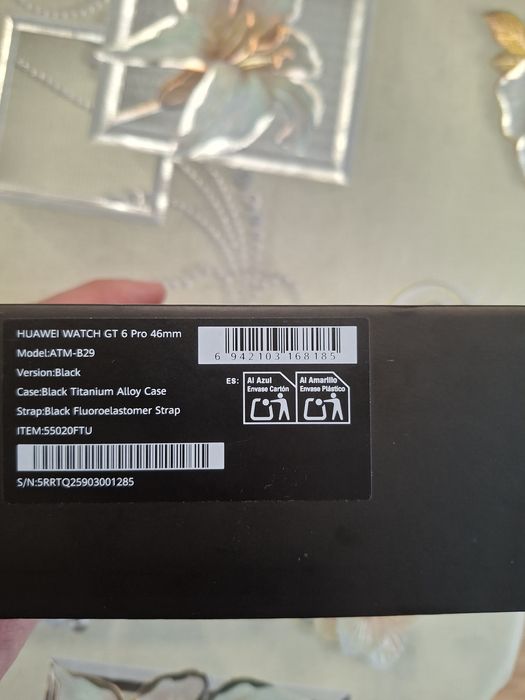 HUAWEI WATCH GT 6 Pro 46mm
Model:ATM-B29
Version:Black
Case:Black Titanium Alloy Case
Strap:Black Fluoroelastomer Strap
ITEM:55020FTU
S/N:5RRTQ25903001285
6 942103 168185
ES:
Al Azul
Envase Cartón
Al Amarillo
Envase Plástico